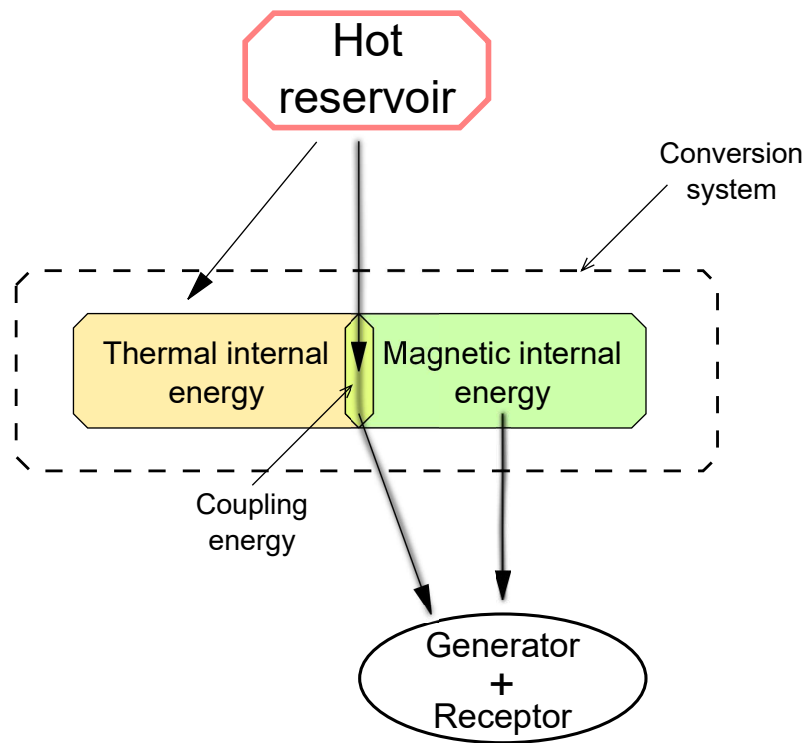 Hot
reservoir
Conversion
system
Thermal internal
energy
Magnetic internal
energy
Coupling
energy
Generator
+
Receptor